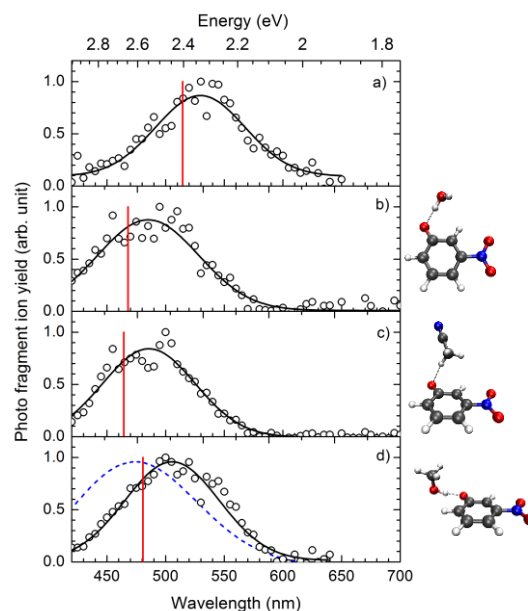 Energy (eV)
2.8 2.6 2.4 2.2 2 1.8
a)
1.0
0.5
0.0
b)
1.0
0.5
0.0
c)
1.0
0.5
0.0
d)
1.0
0.5
0.0
Photo fragment ion yield (arb. unit)
450 500 550 600 650 700
Wavelength (nm)